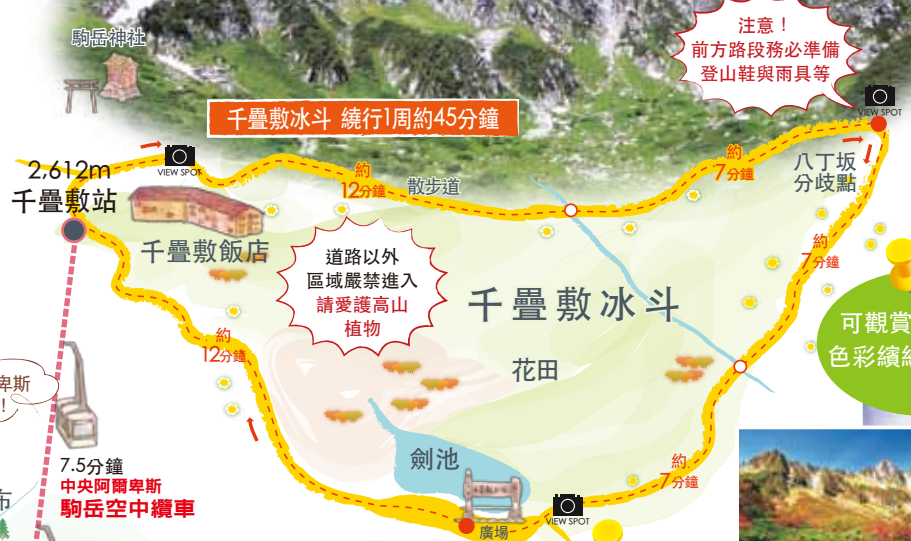 駒岳神社
注意！
前方路段務必準備
登山鞋與雨具等
VIEW SPOT
千疊敷冰斗 繞行1周約45分鐘
2,612m
千疊敷站
VIEW SPOT
約
12分鐘
散步道
約
7分鐘
八丁坂
分歧點
千疊敷飯店
道路以外
區域嚴禁進入
請愛護高山
植物
約
7分鐘
千疊敷冰斗
約
12分鐘
可觀賞
色彩繽紛
花田
卑斯
！
劍池
7.5分鐘
中央阿爾卑斯
駒岳空中纜車
約
7分鐘
布
VIEW SPOT
廣場